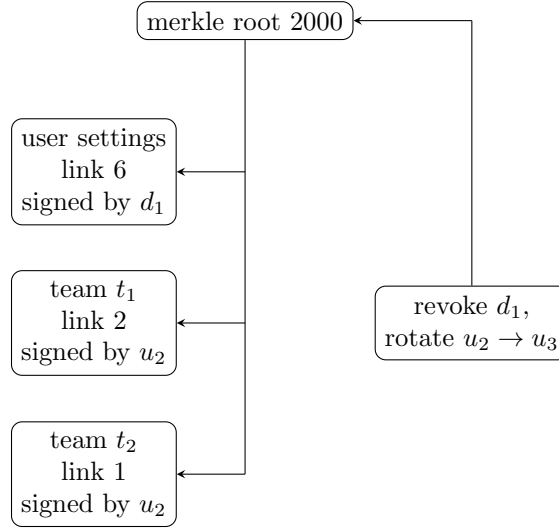 merkle root 2000
user settings
link 6
signed by d₁
team t₁
link 2
signed by u₂
revoke d₁,
rotate u₂ → u₃
team t₂
link 1
signed by u₂